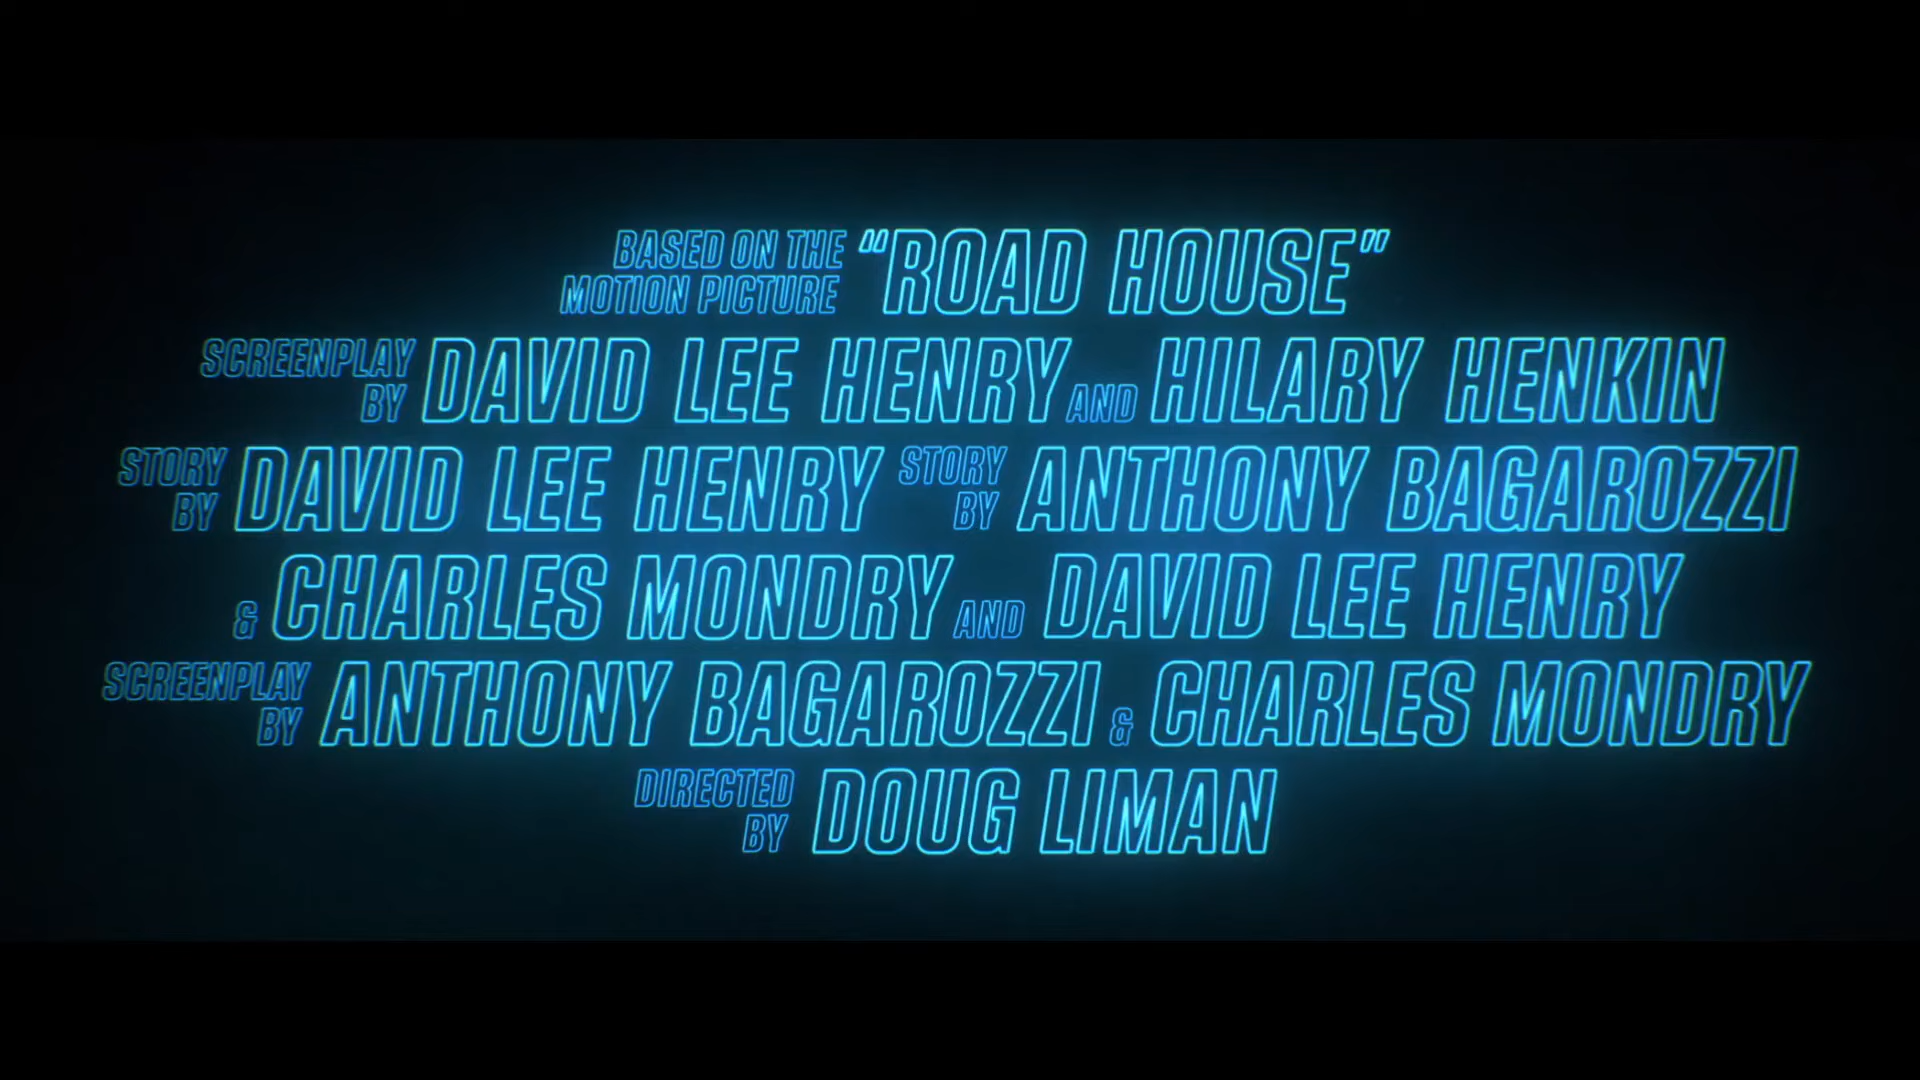 BASED ON THE MOTION PICTURE “ROAD HOUSE”
SCREENPLAY BY DAVID LEE HENRY AND HILARY HENKIN
STORY BY DAVID LEE HENRY STORY BY ANTHONY BAGAROZZI
& CHARLES MONDRY AND DAVID LEE HENRY
SCREENPLAY BY ANTHONY BAGAROZZI & CHARLES MONDRY
DIRECTED BY DOUG LIMAN